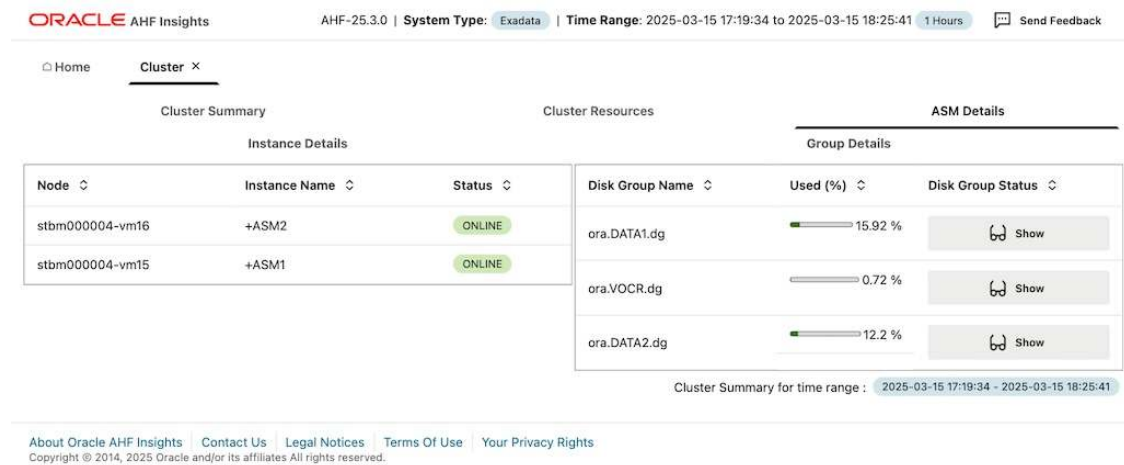 ORACLE AHF Insights AHF-25.3.0 | System Type: Exadata | Time Range: 2025-03-15 17:19:34 to 2025-03-15 18:25:41 1 Hours Send Feedback
Home Cluster ×
Cluster Summary Cluster Resources ASM Details
Instance Details Group Details
Node Instance Name Status Disk Group Name Used (%) Disk Group Status
stbm000004-vm16 +ASM2 ONLINE
ora.DATA1.dg 15.92 % Show
stbm000004-vm15 +ASM1 ONLINE
ora.VOCR.dg 0.72 % Show
ora.DATA2.dg 12.2 % Show
Cluster Summary for time range : 2025-03-15 17:19:34 - 2025-03-15 18:25:41
About Oracle AHF Insights Contact Us Legal Notices Terms Of Use Your Privacy Rights
Copyright © 2014, 2025 Oracle and/or its affiliates All rights reserved.